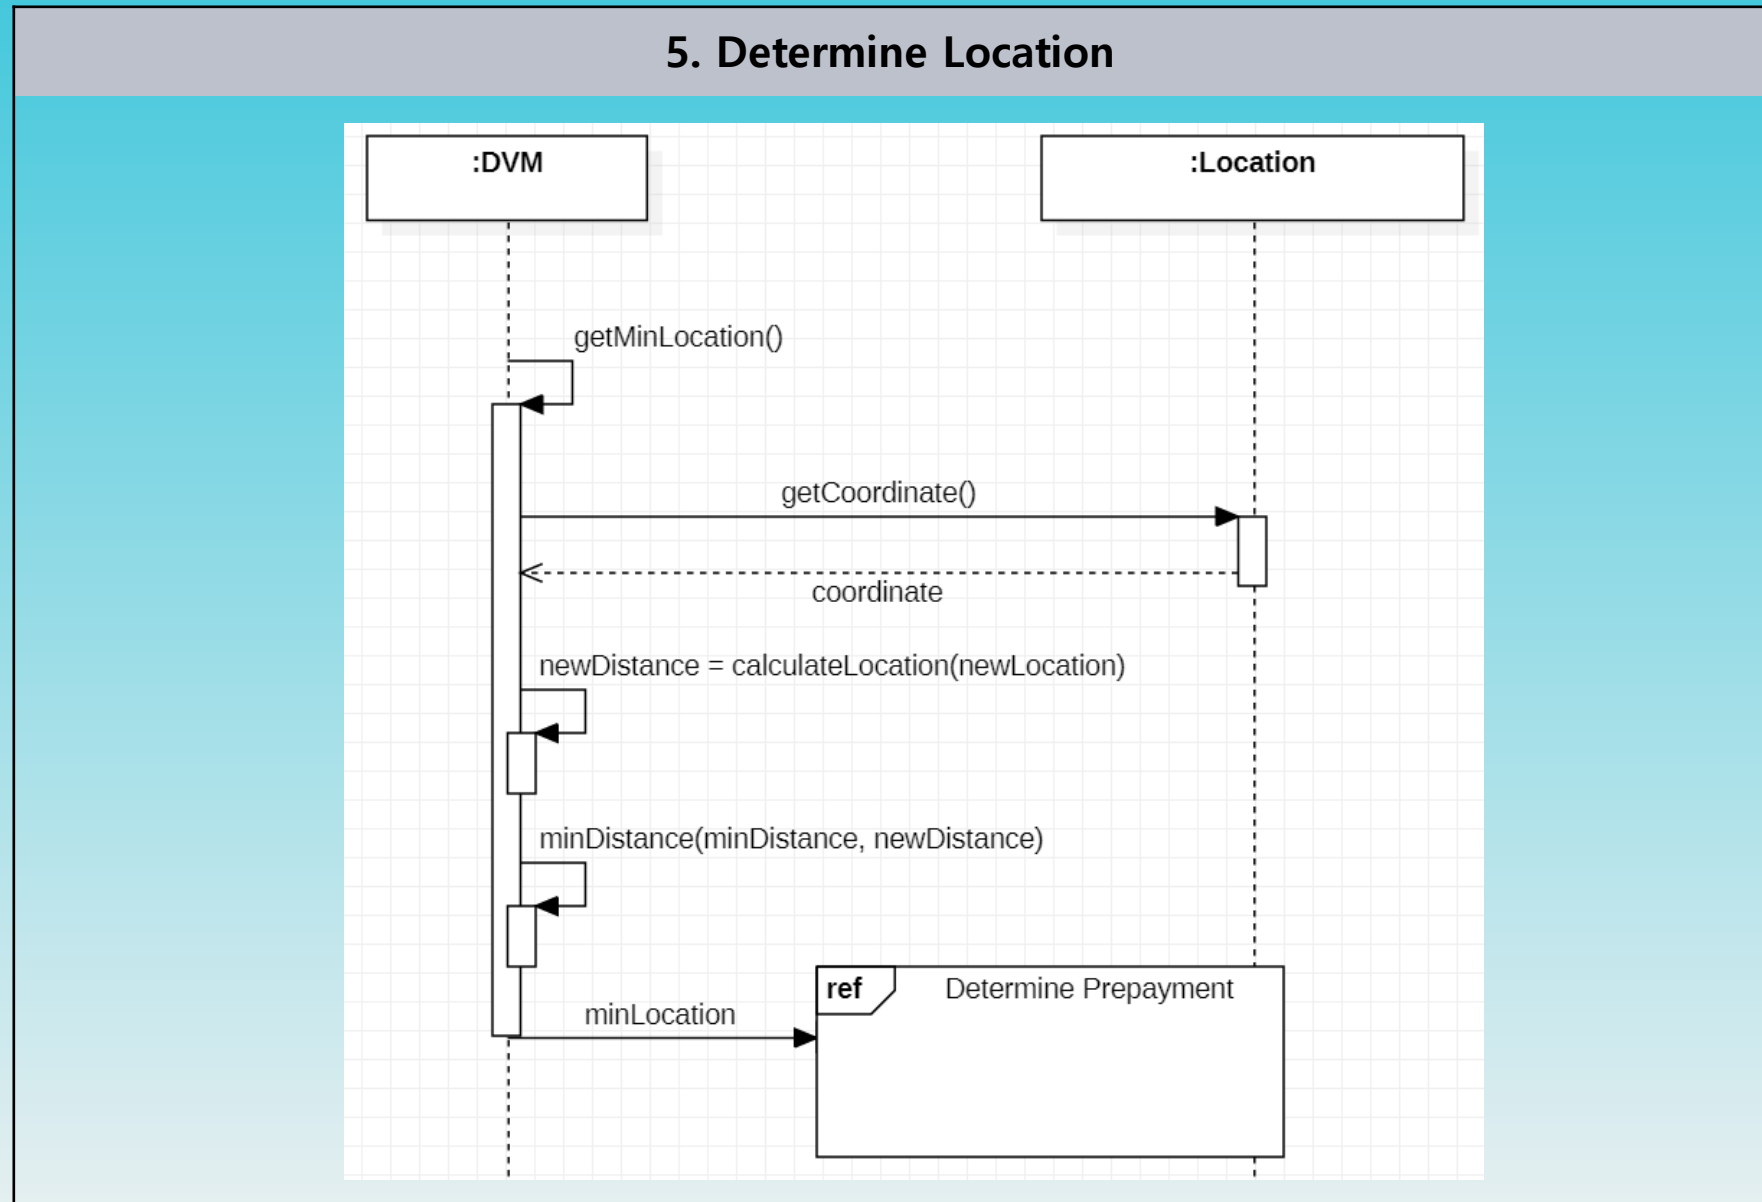 5. Determine Location
:DVM
:Location
getMinLocation()
getCoordinate()
coordinate
newDistance = calculateLocation(newLocation)
minDistance(minDistance, newDistance)
ref
Determine Prepayment
minLocation